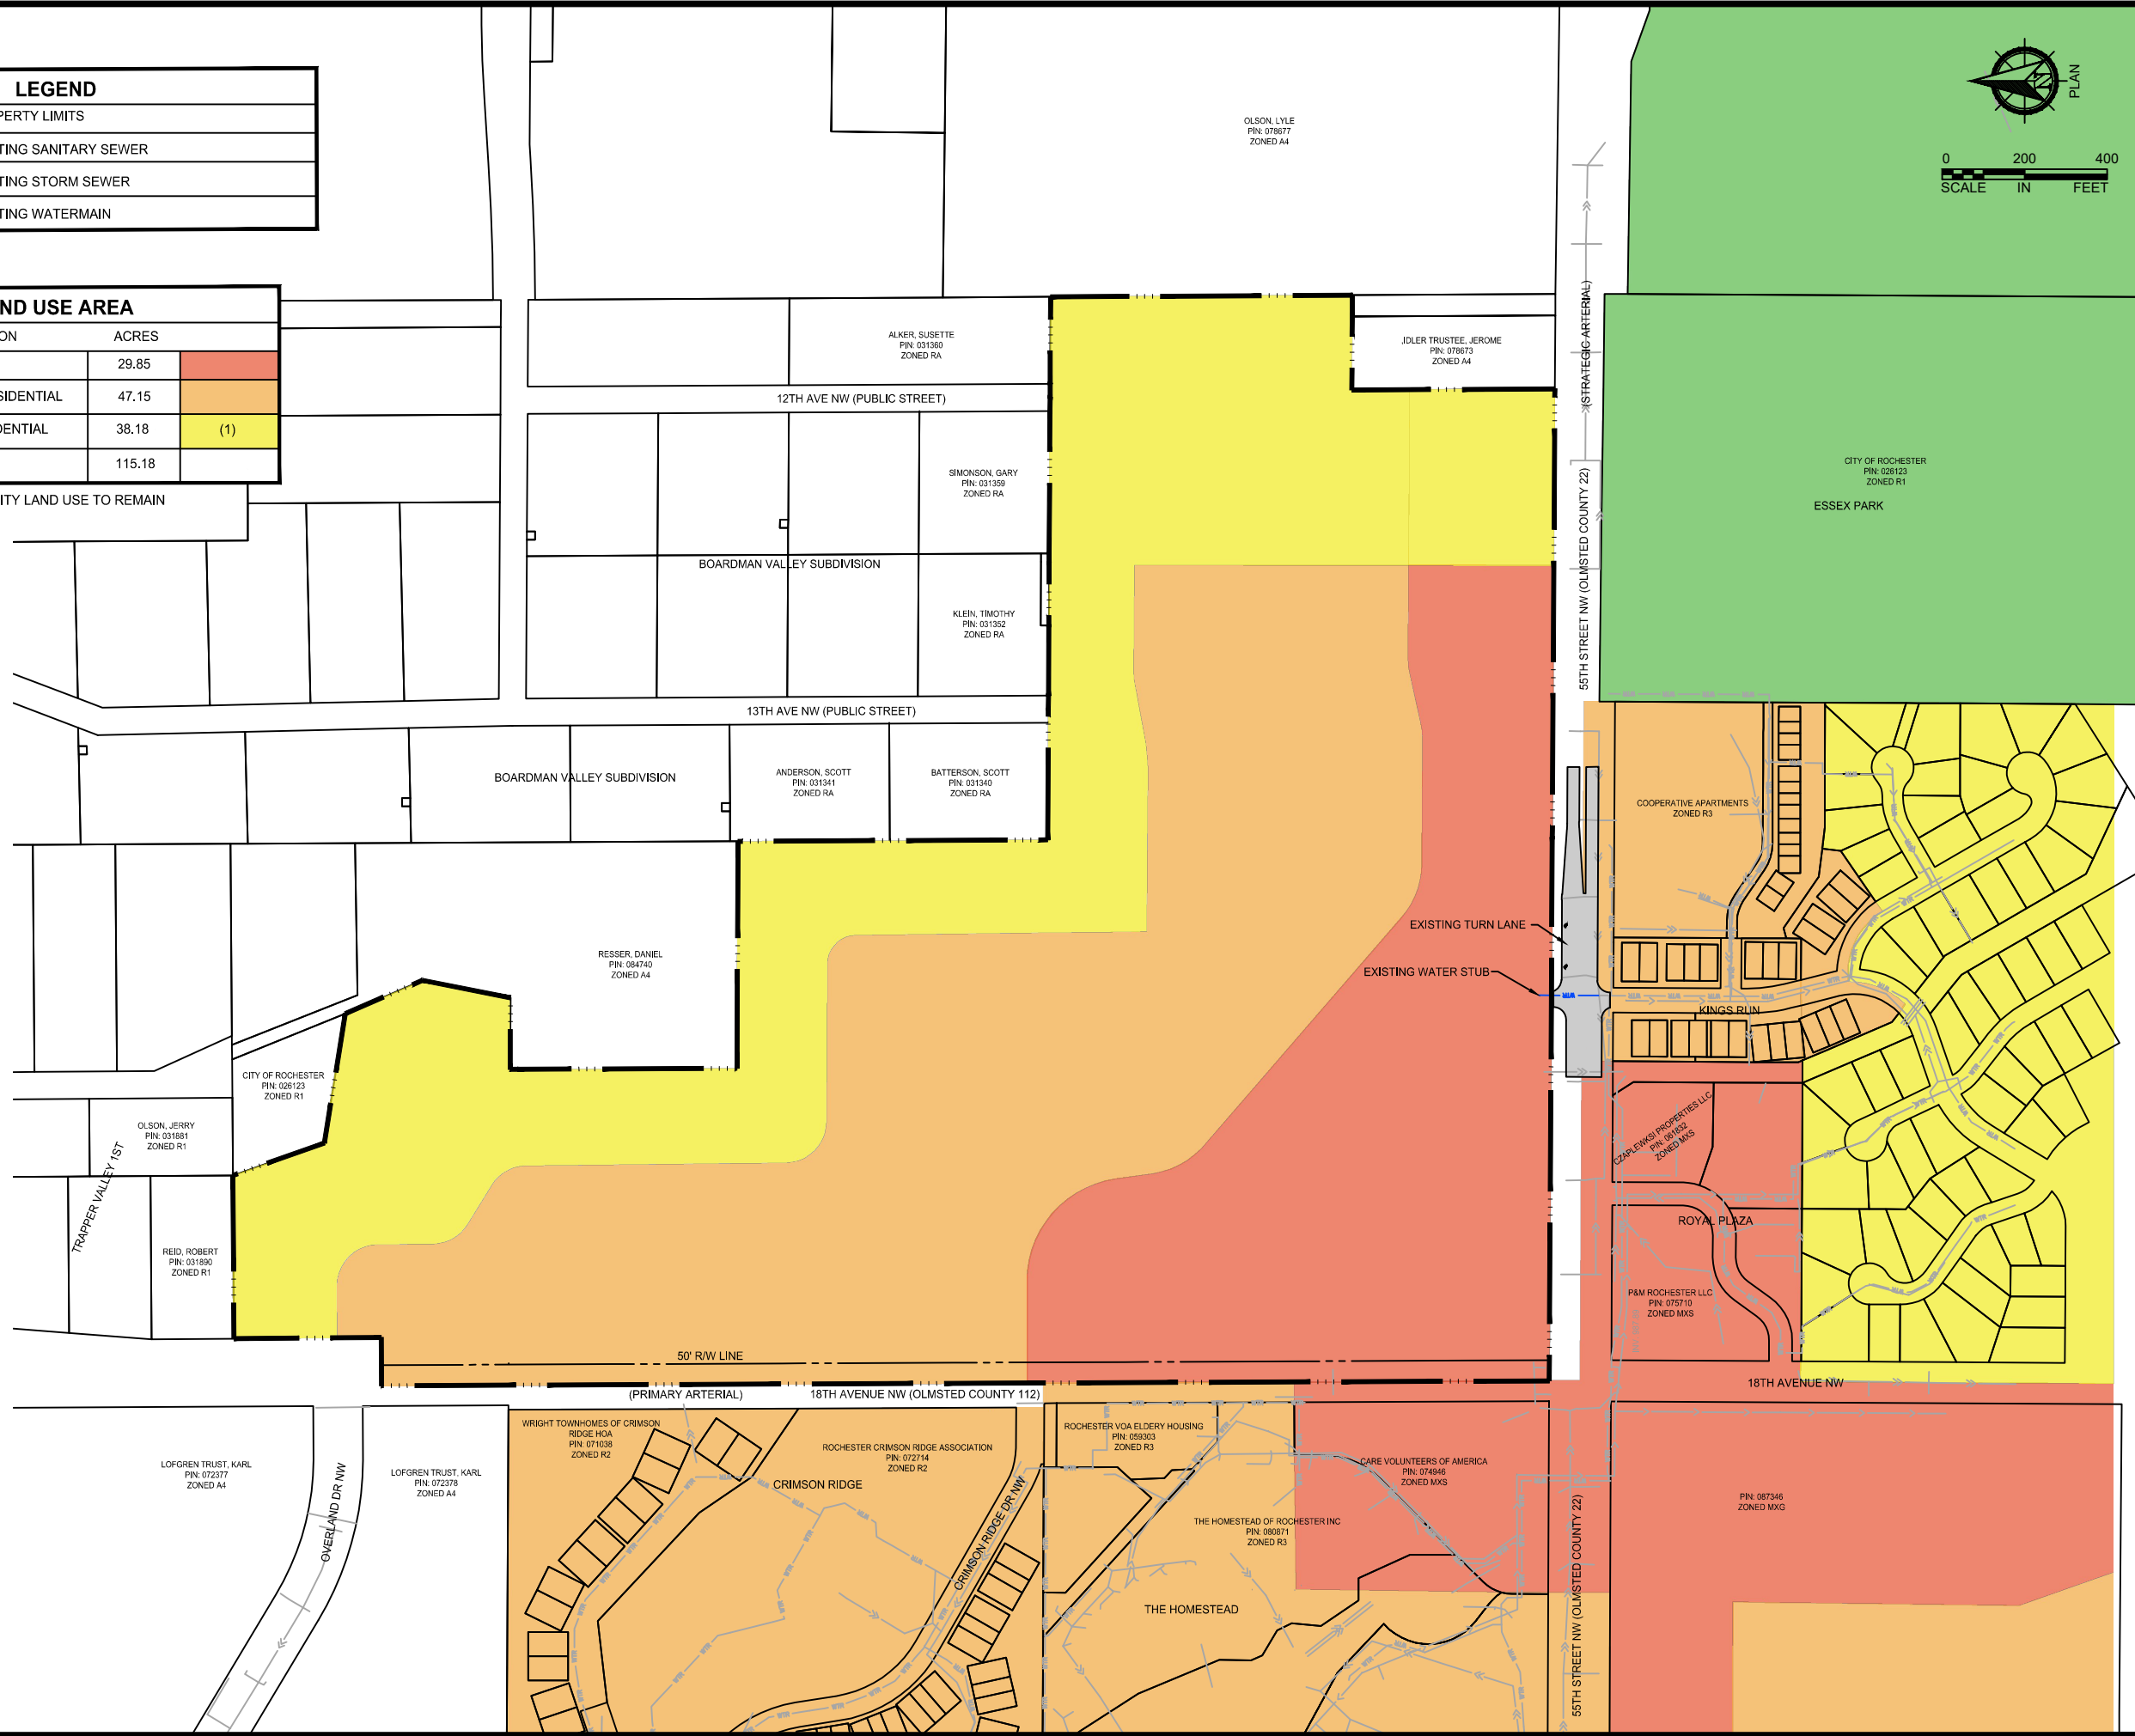 LEGEND
PERTY LIMITS
TING SANITARY SEWER
TING STORM SEWER
TING WATERMAIN
ND USE AREA
ON ACRES
29.85
SIDENTIAL 47.15
DENTIAL 38.18 (1)
115.18
ITY LAND USE TO REMAIN
N
PLAN
0 200 400
SCALE IN FEET
OLSON, LYLE
PIN: 078677
ZONED A4
ALKER, SUSETTE
PIN: 031360
ZONED RA
IDLER TRUSTEE, JEROME
PIN: 078673
ZONED A4
(STRATEGIC ARTERIAL)
12TH AVE NW (PUBLIC STREET)
SIMONSON, GARY
PIN: 031359
ZONED RA
CITY OF ROCHESTER
PIN: 026123
ZONED R1
ESSEX PARK
55TH STREET NW (OLMSTED COUNTY 22)
BOARDMAN VALLEY SUBDIVISION
KLEIN, TIMOTHY
PIN: 031352
ZONED RA
13TH AVE NW (PUBLIC STREET)
BOARDMAN VALLEY SUBDIVISION
ANDERSON, SCOTT
PIN: 031341
ZONED RA
BATTERSON, SCOTT
PIN: 031340
ZONED RA
COOPERATIVE APARTMENTS
ZONED R3
EXISTING TURN LANE
EXISTING WATER STUB
KINGS RUN
RESSER, DANIEL
PIN: 084740
ZONED A4
CITY OF ROCHESTER
PIN: 026123
ZONED R1
OLSON, JERRY
PIN: 031881
ZONED R1
TRAPPER VALLEY 1ST
REID, ROBERT
PIN: 031890
ZONED R1
CZAPLEWKSI PROPERTIES LLC
PIN: 061832
ZONED MXS
ROYAL PLAZA
P&M ROCHESTER LLC
PIN: 075710
ZONED MXS
50' R/W LINE
(PRIMARY ARTERIAL)
18TH AVENUE NW (OLMSTED COUNTY 112)
18TH AVENUE NW
WRIGHT TOWNHOMES OF CRIMSON
RIDGE HOA
PIN: 071038
ZONED R2
ROCHESTER CRIMSON RIDGE ASSOCIATION
PIN: 072714
ZONED R2
CRIMSON RIDGE
CRIMSON RIDGE DR NW
ROCHESTER VOA ELDERY HOUSING
PIN: 059303
ZONED R3
CARE VOLUNTEERS OF AMERICA
PIN: 074946
ZONED MXS
THE HOMESTEAD OF ROCHESTER INC
PIN: 080871
ZONED R3
THE HOMESTEAD
55TH STREET NW (OLMSTED COUNTY 22)
PIN: 087346
ZONED MXG
LOFGREN TRUST, KARL
PIN: 072377
ZONED A4
OVERLAND DR NW
LOFGREN TRUST, KARL
PIN: 072378
ZONED A4